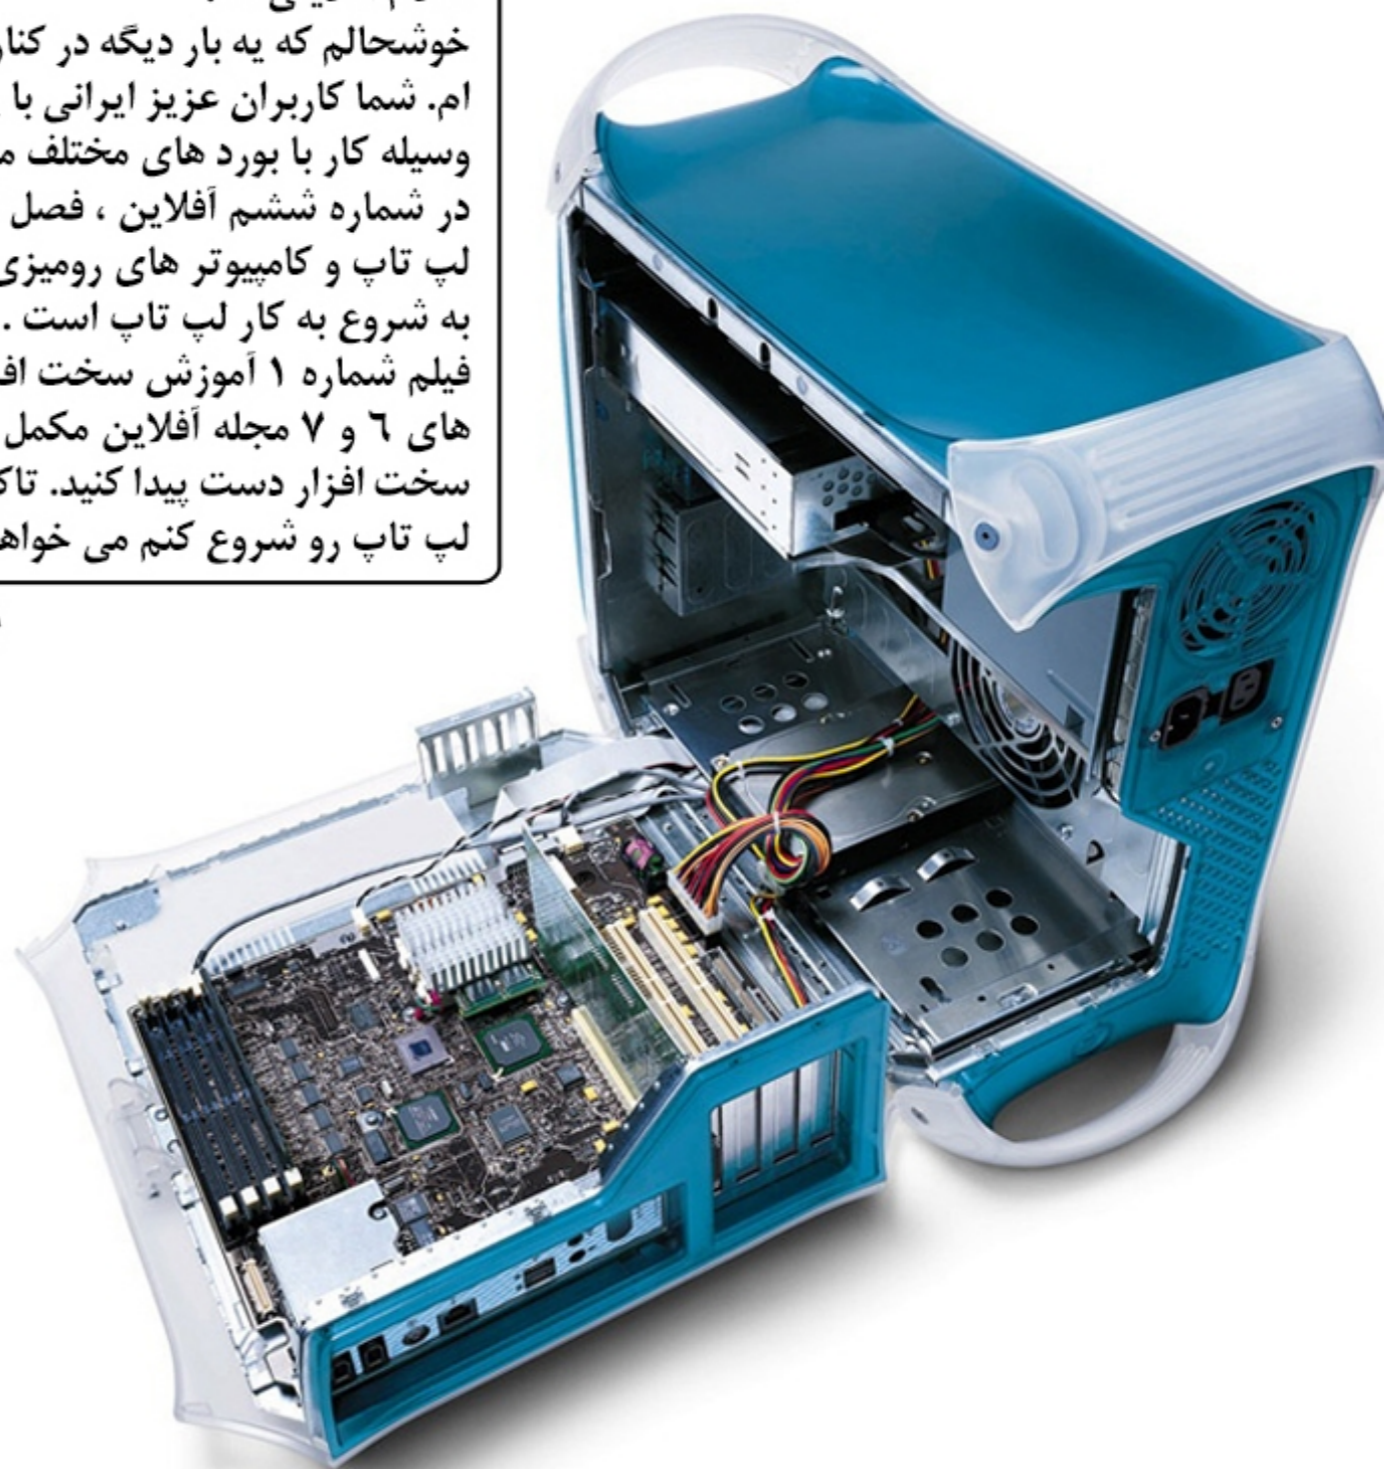 خوشحالم که یه بار دیگه در کنار
ام. شما کاربران عزیز ایرانی با
وسیله کار با بورد های مختلف
در شماره ششم آفلاین ، فصل
لپ تاپ و کامپیوتر های رومیزی
به شروع به کار لپ تاپ است .
فیلم شماره ۱ آموزش سخت
های ٦ و ۷ مجله آفلاین مکمل
سخت افزار دست پیدا کنید.
لپ تاپ رو شروع کنم می